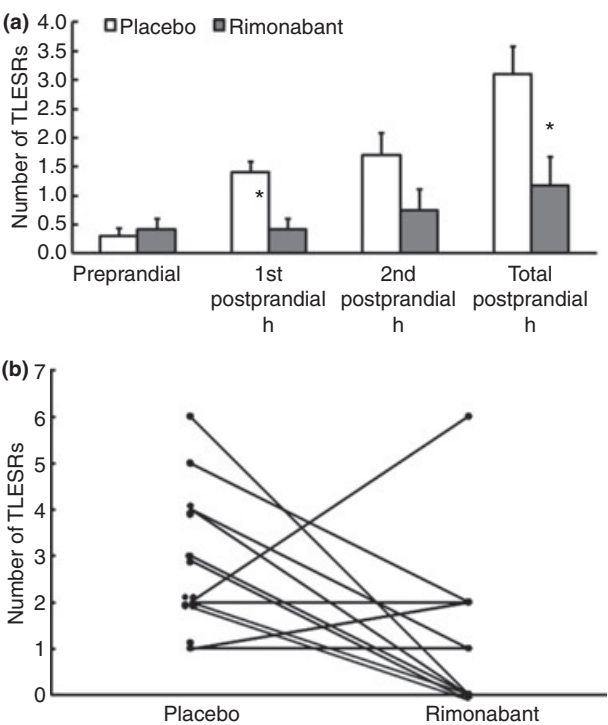 (a)
Placebo Rimonabant
Number of TLESRs
4.0
3.5
3.0
2.5
2.0
1.5
1.0
0.5
0.0
*
*
Preprandial 1st 2nd Total
postprandial postprandial postprandial
h h h
(b)
Number of TLESRs
7
6
5
4
3
2
1
0
Placebo Rimonabant